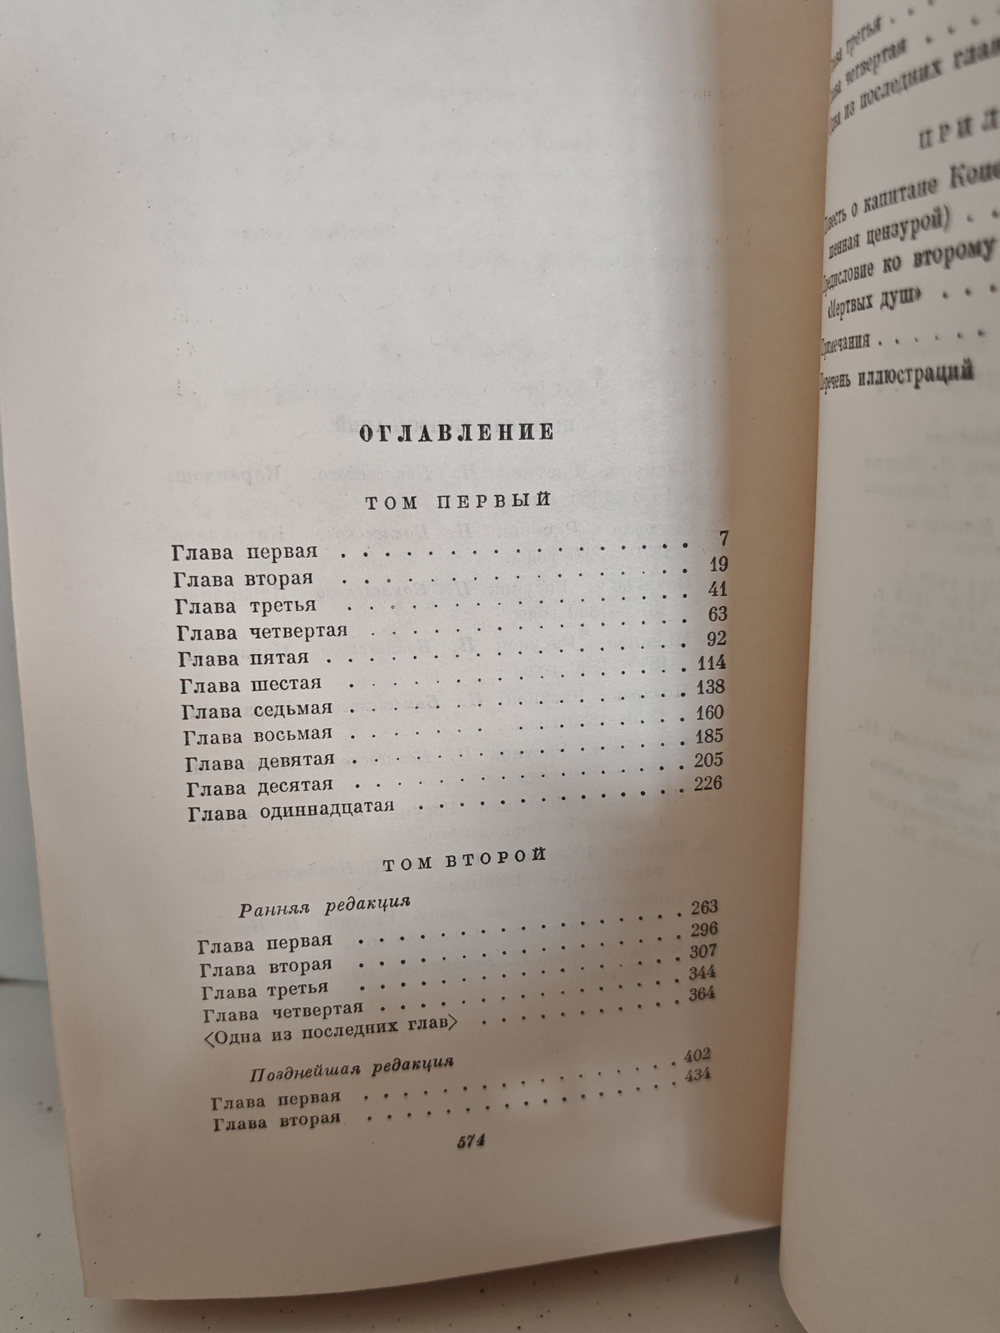 ОГЛАВЛЕНИЕ
ТОМ ПЕРВЫЙ
Глава первая . . . . . . . . . . . . . . . . . . 7
Глава вторая . . . . . . . . . . . . . . . . . . 19
Глава третья . . . . . . . . . . . . . . . . . . 41
Глава четвертая . . . . . . . . . . . . . . . . . 63
Глава пятая . . . . . . . . . . . . . . . . . . 92
Глава шестая . . . . . . . . . . . . . . . . . . 114
Глава седьмая . . . . . . . . . . . . . . . . . . 138
Глава восьмая . . . . . . . . . . . . . . . . . . 160
Глава девятая . . . . . . . . . . . . . . . . . . 185
Глава десятая . . . . . . . . . . . . . . . . . . 205
Глава одиннадцатая . . . . . . . . . . . . . . 226
ТОМ ВТОРОЙ
Ранняя редакция
Глава первая . . . . . . . . . . . . . . . . . 263
Глава вторая . . . . . . . . . . . . . . . . . 296
Глава третья . . . . . . . . . . . . . . . . . 307
Глава четвертая . . . . . . . . . . . . . . . . 344
<Одна из последних глав> . . . . . . . . . . . 364
Позднейшая редакция
Глава первая . . . . . . . . . . . . . . . . . 402
Глава вторая . . . . . . . . . . . . . . . . . 434
574
третья . .
четвертая . . . .
из последних глав
ПРИЛ
о капитане Копе
цензурой) . .
ко второму
«Мертвых душ» . . . .
Примечания . . . . . .
Перечень иллюстраций